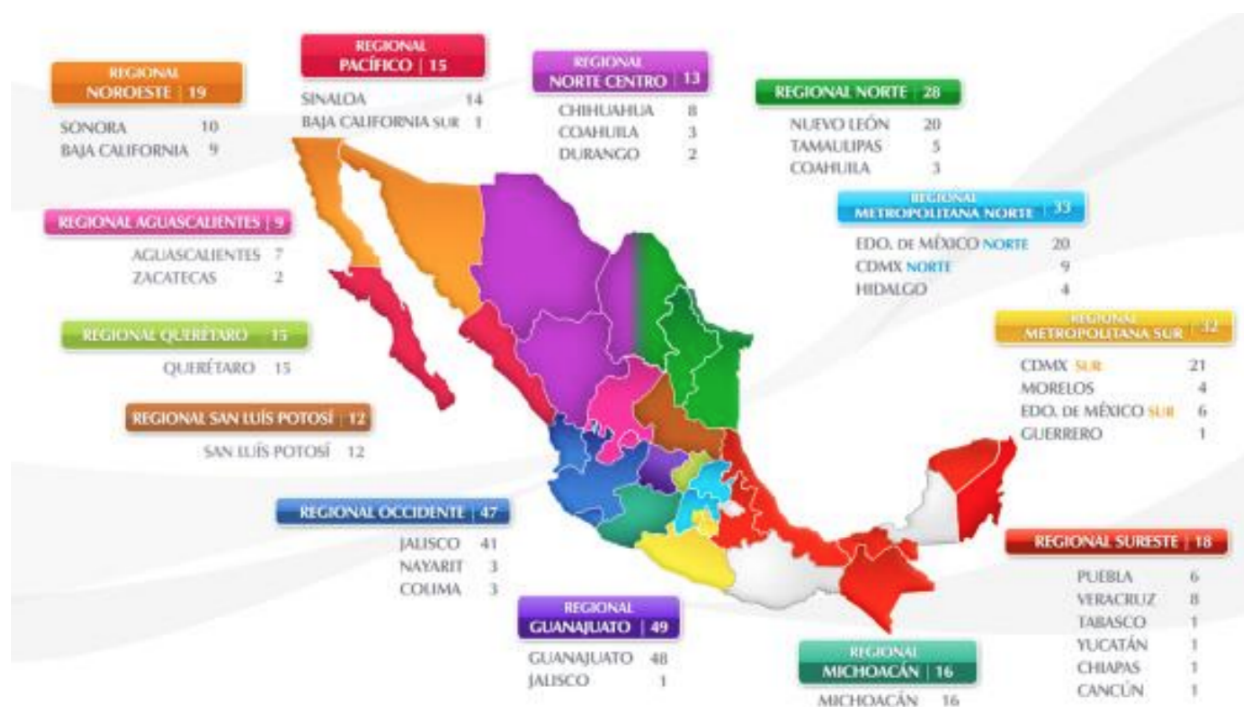 REGIONAL
NOROESTE | 19
SONORA 10
BAJA CALIFORNIA 9
REGIONAL
PACÍFICO | 15
SINALOA 14
BAJA CALIFORNIA SUR 1
REGIONAL
NORTE CENTRO | 13
CHIHUAHUA 8
COAHUILA 3
DURANGO 2
REGIONAL NORTE | 28
NUEVO LEÓN 20
TAMAULIPAS 5
COAHUILA 3
REGIONAL
METROPOLITANA NORTE | 33
EDO. DE MÉXICO NORTE 20
CDMX NORTE 9
HIDALGO 4
REGIONAL AGUASCALIENTES | 9
AGUASCALIENTES 7
ZACATECAS 2
REGIONAL
METROPOLITANA SUR | 32
CDMX SUR 21
MORELOS 4
EDO. DE MÉXICO SUR 6
GUERRERO 1
REGIONAL QUERÉTARO 15
QUERÉTARO 15
REGIONAL SAN LUÍS POTOSÍ | 12
SAN LUÍS POTOSÍ 12
REGIONAL OCCIDENTE | 47
JALISCO 41
NAYARIT 3
COLIMA 3
REGIONAL SURESTE | 18
PUEBLA 6
VERACRUZ 8
TABASCO 1
YUCATÁN 1
CHIAPAS 1
CANCÚN 1
REGIONAL
GUANAJUATO | 49
GUANAJUATO 48
JALISCO 1
REGIONAL
MICHOACÁN | 16
MICHOACÁN 16